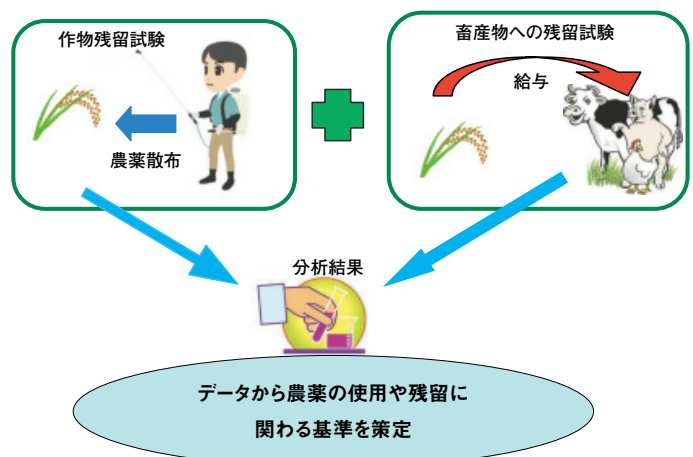 作物残留試験
農薬散布
畜産物への残留試験
給与
分析結果
データから農薬の使用や残留に
関わる基準を策定